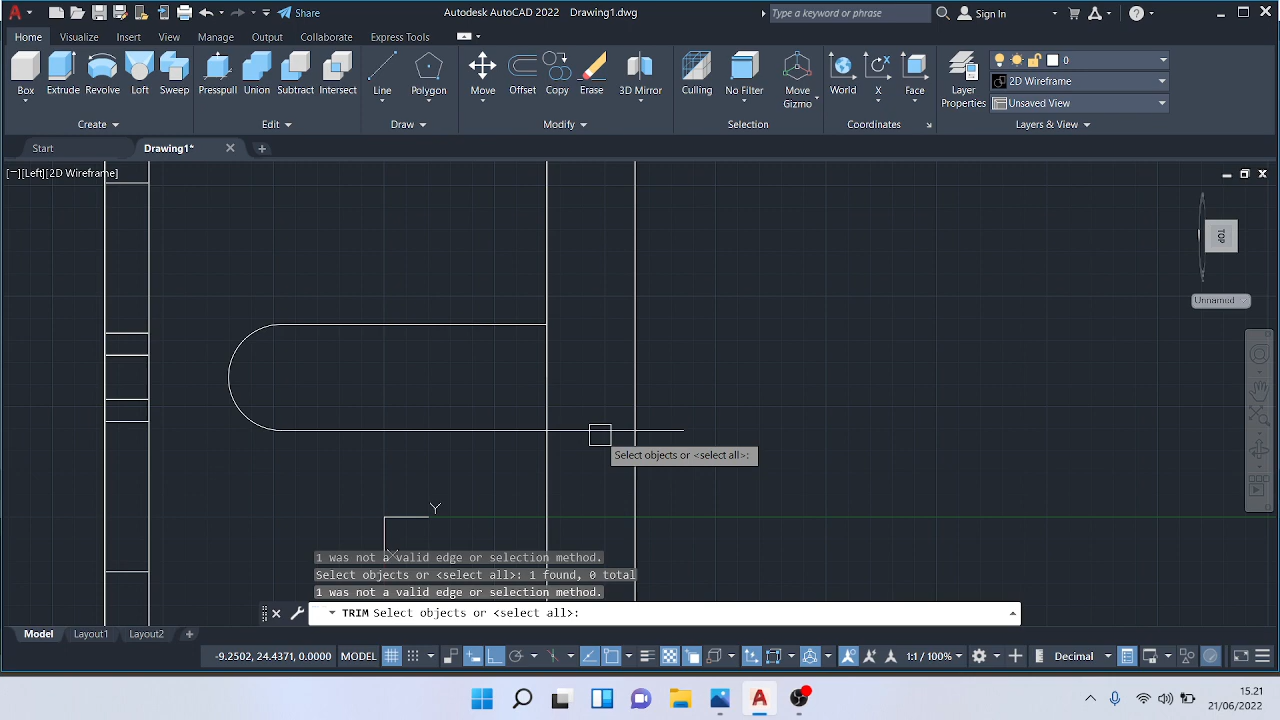 Share
Autodesk AutoCAD 2022 Drawing1.dwg
Type a keyword or phrase
Sign In
Home Visualize Insert View Manage Output Collaborate Express Tools
Box Extrude Revolve Loft Sweep
Presspull Union Subtract Intersect
Line Polygon
Move Offset Copy Erase 3D Mirror
Culling No Filter Move Gizmo
World X Face
Layer Properties
0
2D Wireframe
Unsaved View
Create Edit Draw Modify Selection Coordinates Layers & View
Start Drawing1*
[−][Left][2D Wireframe]
TOP
Unnamed
Select objects or <select all>:
Y
X
1 was not a valid edge or selection method.
Select objects or <select all>: 1 found, 0 total
1 was not a valid edge or selection method.
TRIM Select objects or <select all>:
Model Layout1 Layout2
-9.2502, 24.4371, 0.0000 MODEL 1:1 / 100% Decimal
15.21
21/06/2022